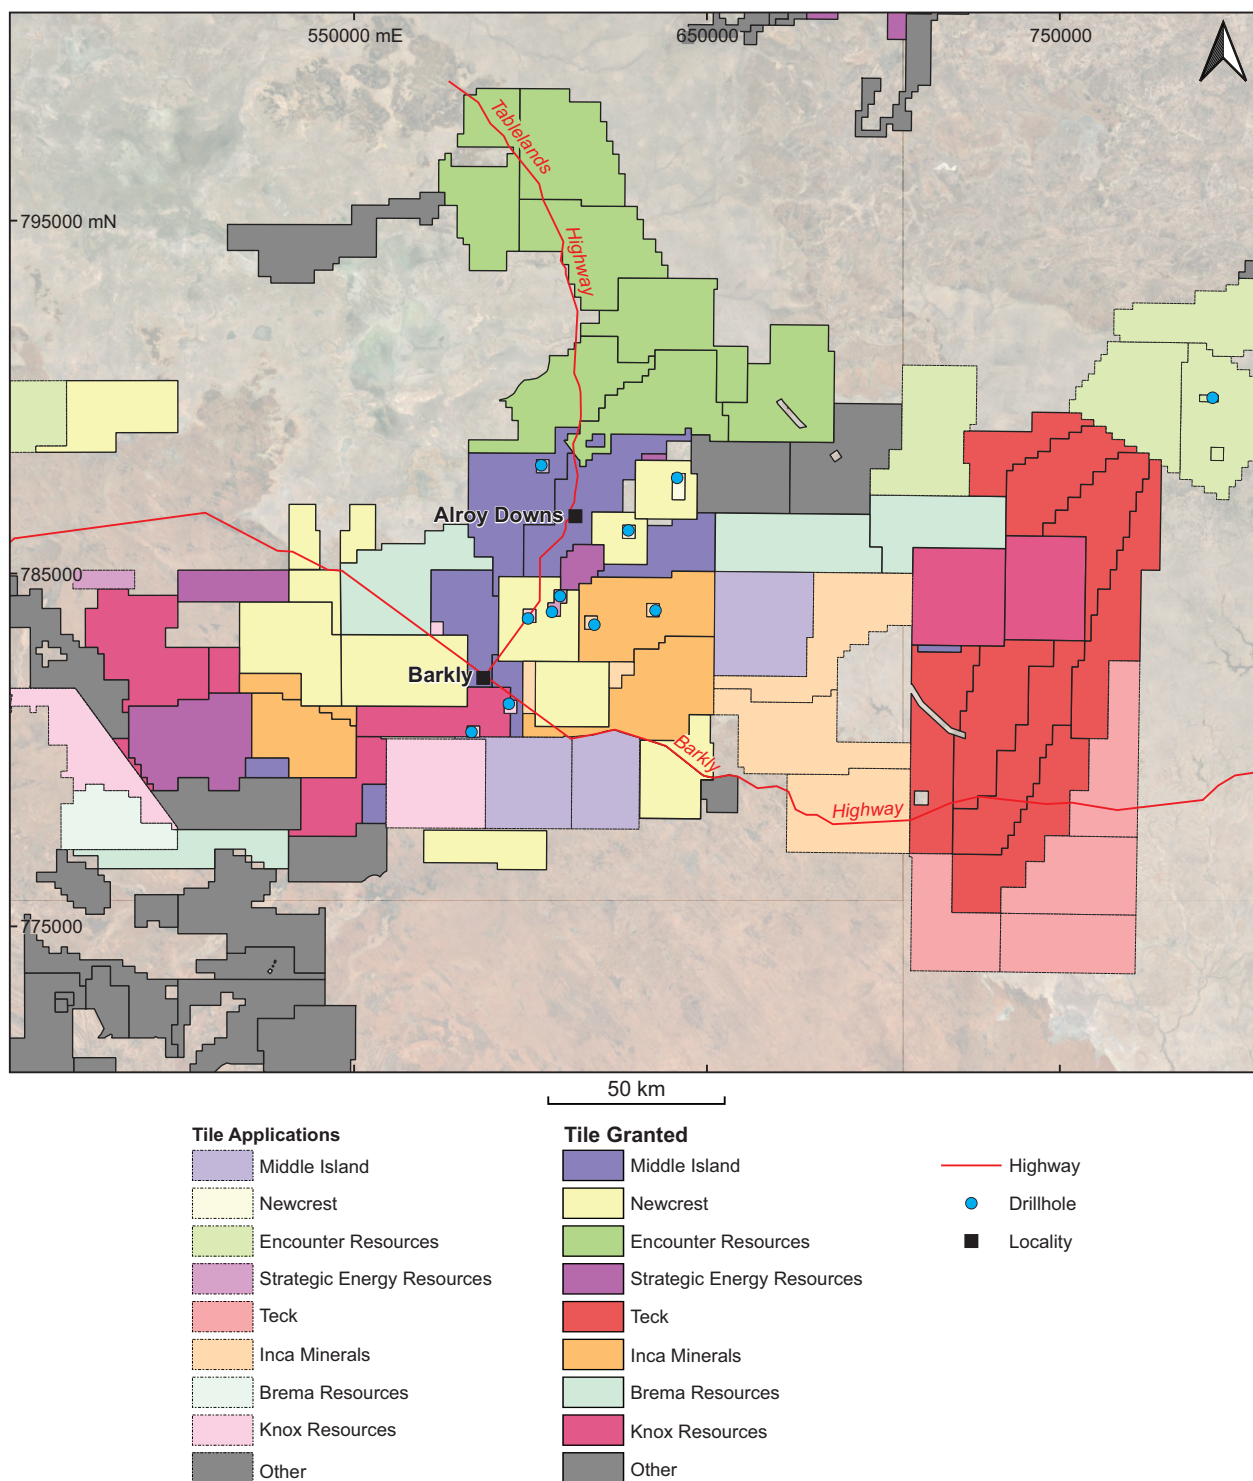 550000 mE
650000
750000
Tablelands
795000 mN
Highway
Alroy Downs
785000
Barkly
Barkly
Highway
775000
50 km
Tile Applications
Middle Island
Newcrest
Encounter Resources
Strategic Energy Resources
Teck
Inca Minerals
Brema Resources
Knox Resources
Other
Tile Granted
Middle Island
Newcrest
Encounter Resources
Strategic Energy Resources
Teck
Inca Minerals
Brema Resources
Knox Resources
Other
Highway
Drillhole
Locality